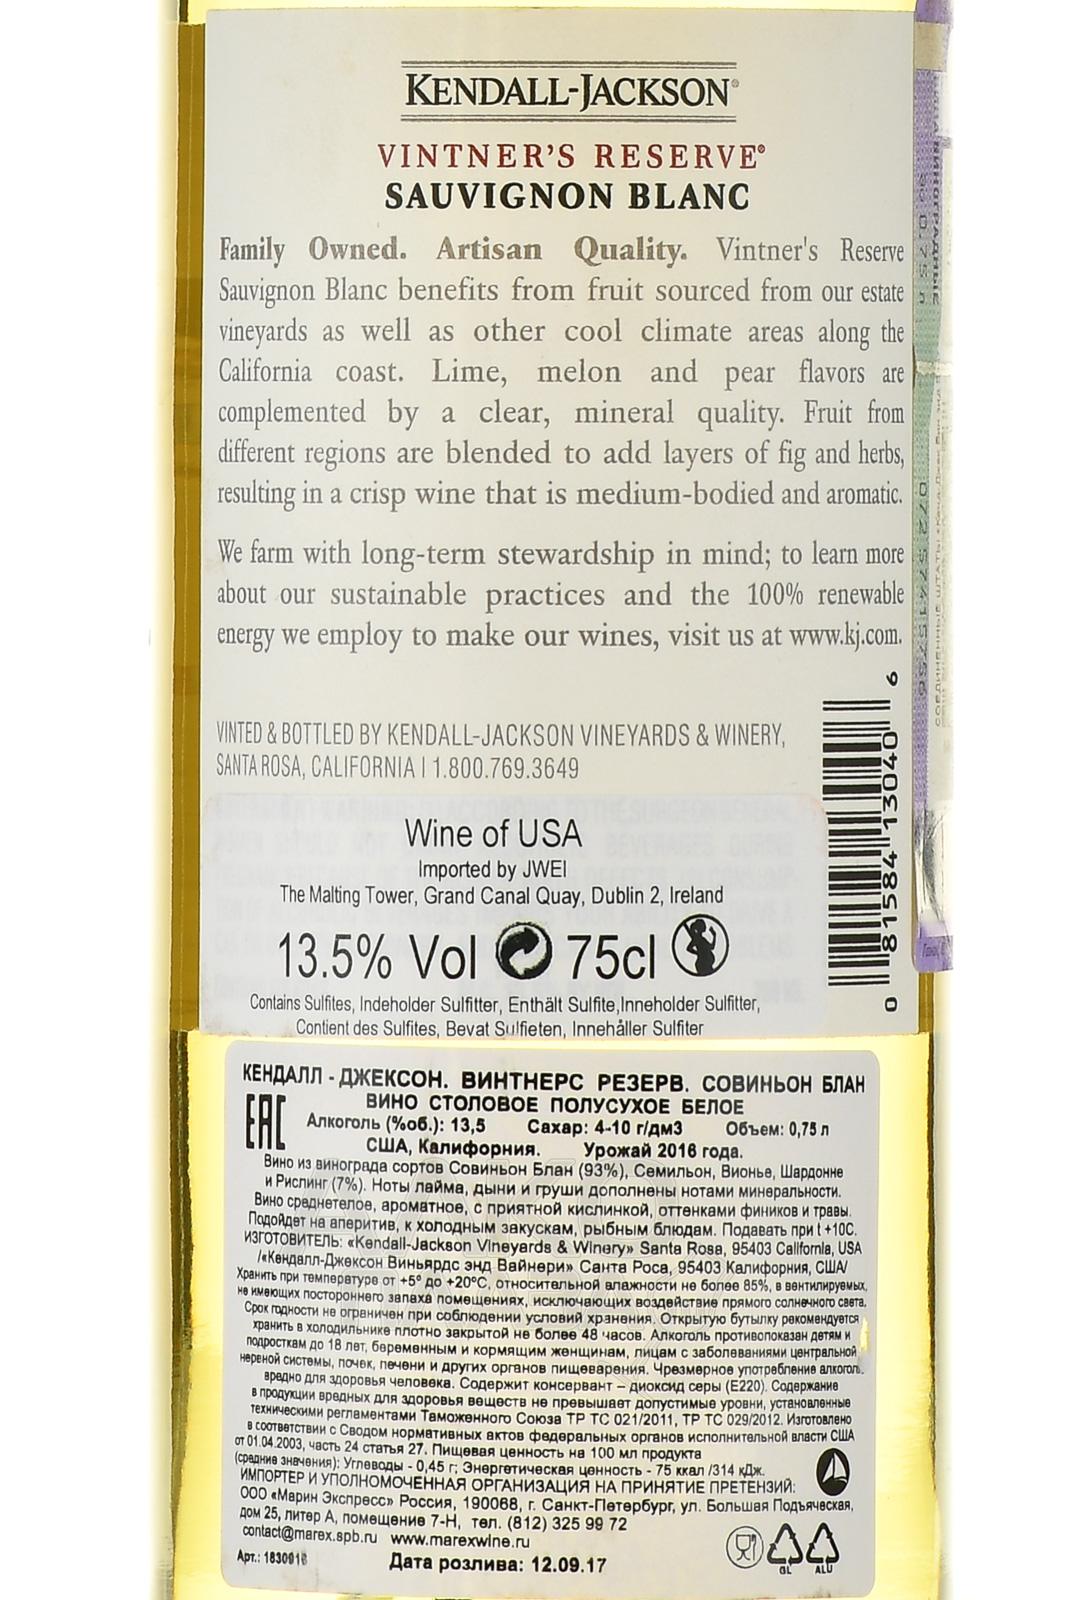 KENDALL-JACKSON®
VINTNER'S RESERVE®
SAUVIGNON BLANC
Family Owned. Artisan Quality. Vintner's Reserve
Sauvignon Blanc benefits from fruit sourced from our estate
vineyards as well as other cool climate areas along the
California coast. Lime, melon and pear flavors are
complemented by a clear, mineral quality. Fruit from
different regions are blended to add layers of fig and herbs,
resulting in a crisp wine that is medium-bodied and aromatic.
We farm with long-term stewardship in mind; to learn more
about our sustainable practices and the 100% renewable
energy we employ to make our wines, visit us at www.kj.com.
VINTED & BOTTLED BY KENDALL-JACKSON VINEYARDS & WINERY,
SANTA ROSA, CALIFORNIA | 1.800.769.3649
0 81584 13040 6
Wine of USA
Imported by JWEI
The Malting Tower, Grand Canal Quay, Dublin 2, Ireland
13.5% Vol 75cl
Contains Sulfites, Indeholder Sulfitter, Enthält Sulfite,Inneholder Sulfitter,
Contient des Sulfites, Bevat Sulfieten, Innehåller Sulfiter
КЕНДАЛЛ - ДЖЕКСОН. ВИНТНЕРС РЕЗЕРВ. СОВИНЬОН БЛАН
ВИНО СТОЛОВОЕ ПОЛУСУХОЕ БЕЛОЕ
EAC Алкоголь (%об.): 13,5 Сахар: 4-10 г/дм3 Объем: 0,75 л
США, Калифорния. Урожай 2016 года.
Вино из винограда сортов Совиньон Блан (93%), Семильон, Вионье, Шардонне
и Рислинг (7%). Ноты лайма, дыни и груши дополнены нотами минеральности.
Вино среднетелое, ароматное, с приятной кислинкой, оттенками фиников и травы.
Подойдет на аперитив, к холодным закускам, рыбным блюдам. Подавать при t +10C.
ИЗГОТОВИТЕЛЬ: «Kendall-Jackson Vineyards & Winery» Santa Rosa, 95403 California, USA
/«Кендалл-Джексон Виньярдс энд Вайнери» Санта Роса, 95403 Калифорния, США/
Хранить при температуре от +5° до +20°С, относительной влажности не более 85%, в вентилируемых,
не имеющих постороннего запаха помещениях, исключающих воздействие прямого солнечного света.
Срок годности не ограничен при соблюдении условий хранения. Открытую бутылку рекомендуется
хранить в холодильнике плотно закрытой не более 48 часов. Алкоголь противопоказан детям и
подросткам до 18 лет, беременным и кормящим женщинам, лицам с заболеваниями центральной
нервной системы, почек, печени и других органов пищеварения. Чрезмерное употребление алкогол.
вредно для здоровья человека. Содержит консервант – диоксид серы (Е220). Содержание
в продукции вредных для здоровья веществ не превышает допустимые уровни, установленные
техническими регламентами Таможенного Союза ТР ТС 021/2011, ТР ТС 029/2012. Изготовлено
в соответствии с Сводом нормативных актов федеральных органов исполнительной власти США
от 01.04.2003, часть 24 статья 27. Пищевая ценность на 100 мл продукта
(средние значения): Углеводы - 0,45 г; Энергетическая ценность - 75 ккал /314 кДж.
ИМПОРТЕР И УПОЛНОМОЧЕННАЯ ОРГАНИЗАЦИЯ НА ПРИНЯТИЕ ПРЕТЕНЗИЙ:
ООО «Марин Экспресс» Россия, 190068, г. Санкт-Петербург, ул. Большая Подъяческая,
дом 25, литер А, помещение 7-Н, тел. (812) 325 99 72
contact@marex.spb.ru www.marexwine.ru
Арт.: 1830016
Дата розлива: 12.09.17
GL ALU